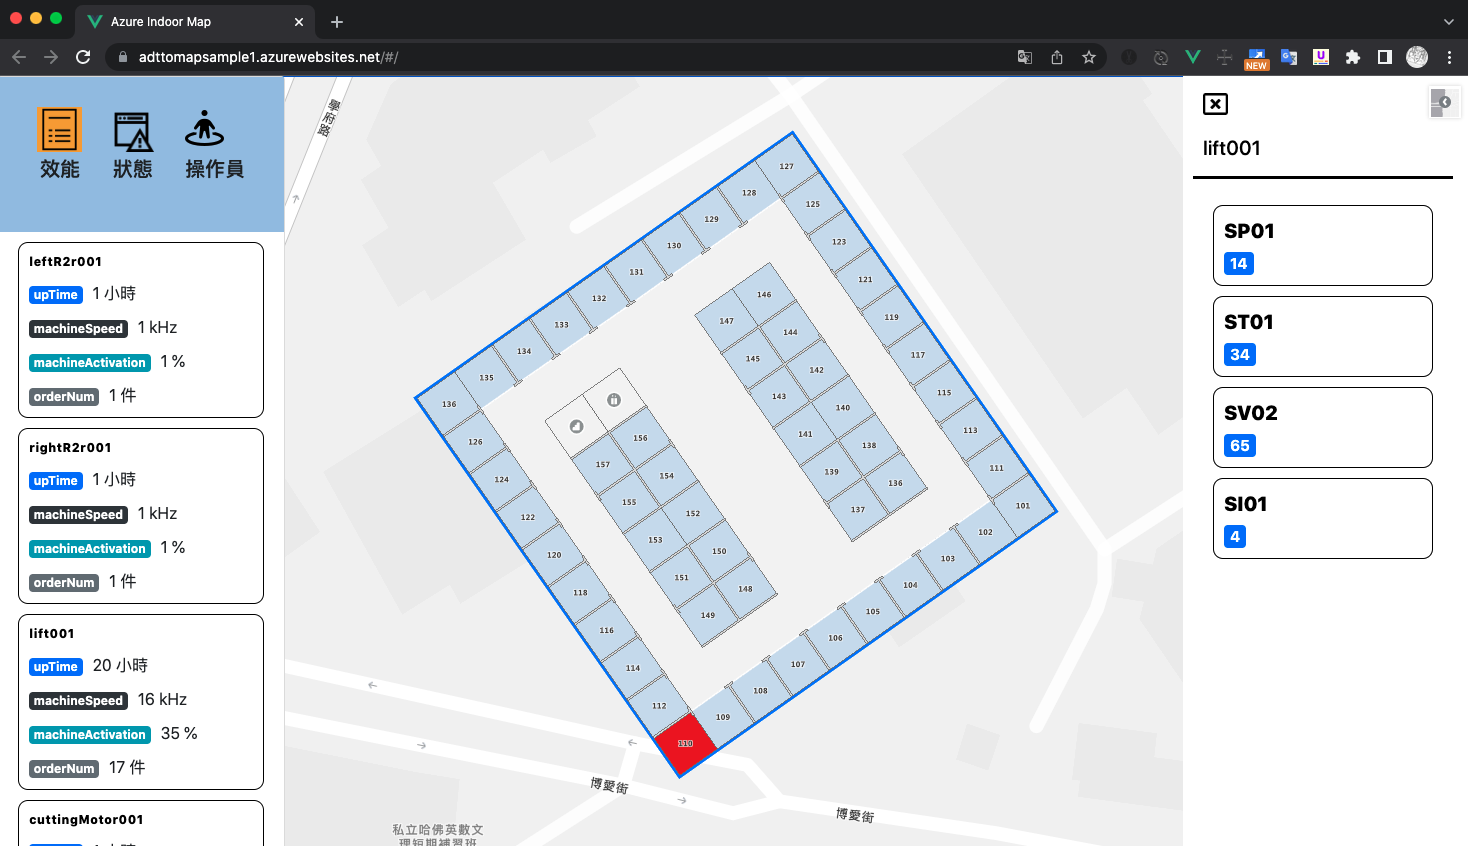 Azure Indoor Map
adttomapsample1.azurewebsites.net/#/
NEW
效能
狀態
操作員
leftR2r001
upTime 1 小時
machineSpeed 1 kHz
machineActivation 1 %
orderNum 1 件
rightR2r001
upTime 1 小時
machineSpeed 1 kHz
machineActivation 1 %
orderNum 1 件
lift001
upTime 20 小時
machineSpeed 16 kHz
machineActivation 35 %
orderNum 17 件
cuttingMotor001
學府路
127
128
125
129
123
130
131
121
132
146
119
147
133
144
134
117
145
142
135
115
143
136
140
113
141
126
156
138
157
111
139
124
154
136
155
101
137
122
152
102
153
120
150
103
151
104
118
148
105
149
116
106
107
114
108
112
109
110
博愛街
博愛街
私立哈佛英數文
理短期補習班
lift001
SP01
14
ST01
34
SV02
65
SI01
4